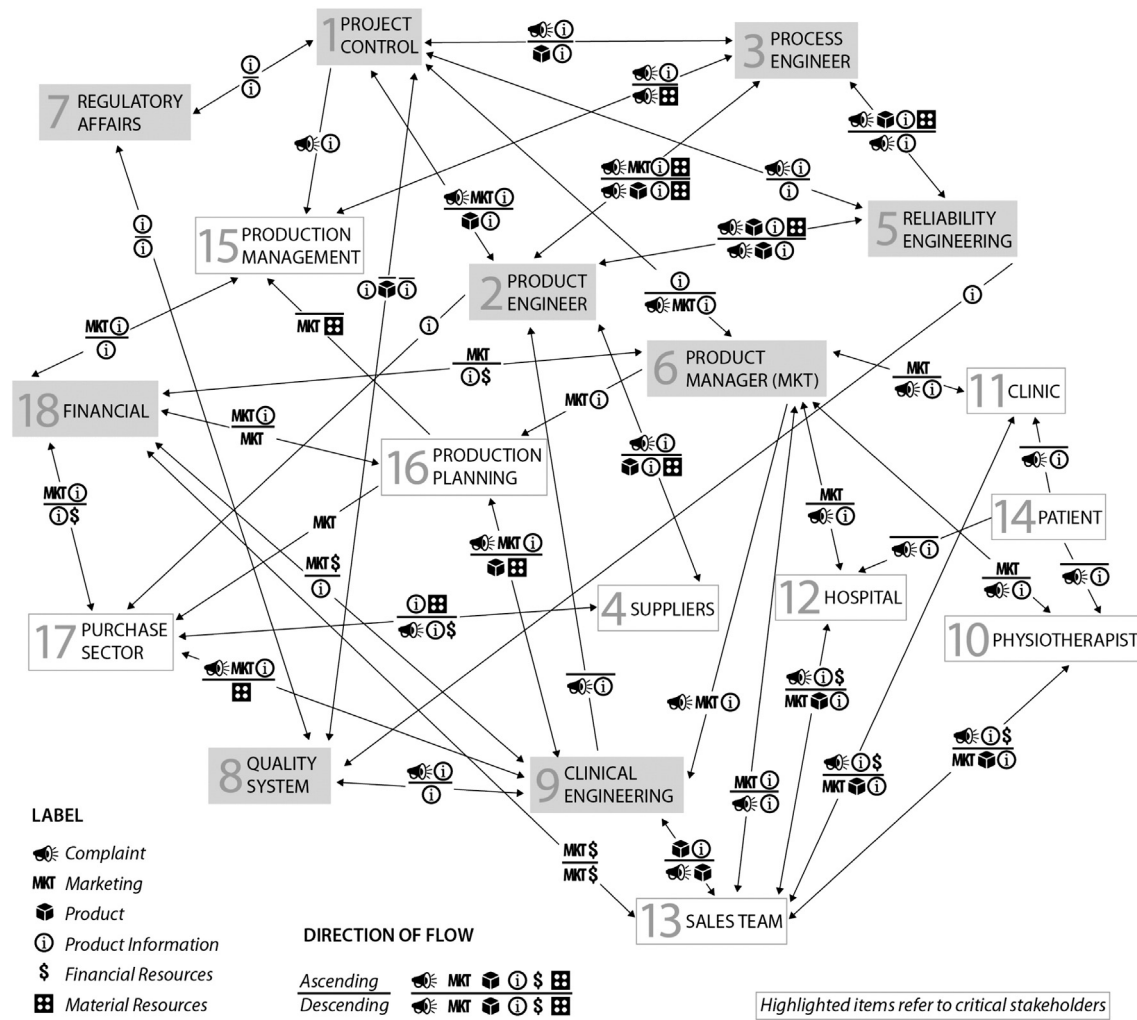 1 PROJECT
CONTROL
3 PROCESS
ENGINEER
7 REGULATORY
AFFAIRS
i
i
i
i
i
i
i
i
i
i
MKT i
i
i
i
i
MKT i
i
5 RELIABILITY
ENGINEERING
15 PRODUCTION
MANAGEMENT
i
i
i
i
2 PRODUCT
ENGINEER
i
i
i
MKT i
i
i
MKT i
i
MKT
i
MKT
i $
6 PRODUCT
MANAGER (MKT)
MKT
i
11 CLINIC
18 FINANCIAL
MKT i
MKT
MKT i
16 PRODUCTION
PLANNING
i
i
i
14 PATIENT
MKT i
i $
MKT
MKT i
MKT
i
i
MKT
i
i
MKT $
i
12 HOSPITAL
4 SUPPLIERS
i
i $
17 PURCHASE
SECTOR
10 PHYSIOTHERAPIST
MKT i
i
MKT i
i $
MKT i
8 QUALITY
SYSTEM
i
i
9 CLINICAL
ENGINEERING
MKT i
i
i $
MKT i
i $
MKT i
LABEL
Complaint
MKT Marketing
Product
i Product Information
$ Financial Resources
Material Resources
MKT $
MKT $
i
13 SALES TEAM
DIRECTION OF FLOW
Ascending MKT i $
Descending MKT i $
Highlighted items refer to critical stakeholders